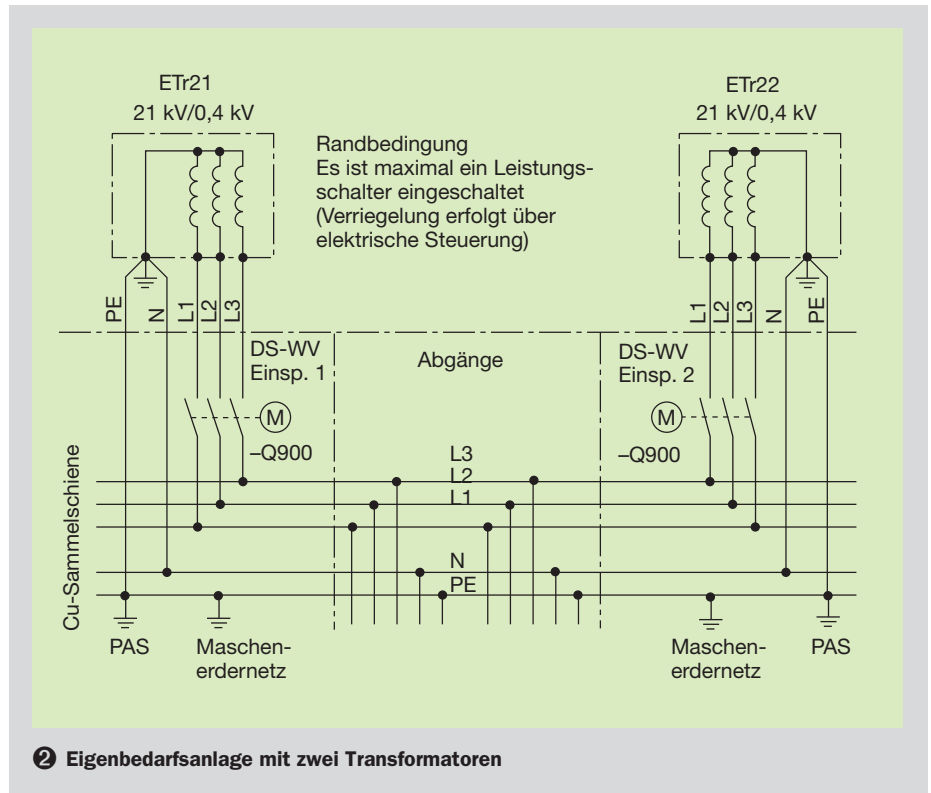 ETr21
21 kV/0,4 kV
ETr22
21 kV/0,4 kV
Randbedingung
Es ist maximal ein Leistungs-
schalter eingeschaltet
(Verriegelung erfolgt über
elektrische Steuerung)
PE
N
L1
L2
L3
L1
L2
L3
N
PE
DS-WV
Einsp. 1
Abgänge
DS-WV
Einsp. 2
M
–Q900
M
–Q900
L3
L2
L1
N
PE
Cu-Sammelschiene
PAS
Maschen-
erdernetz
Maschen-
erdernetz
PAS
❷ Eigenbedarfsanlage mit zwei Transformatoren